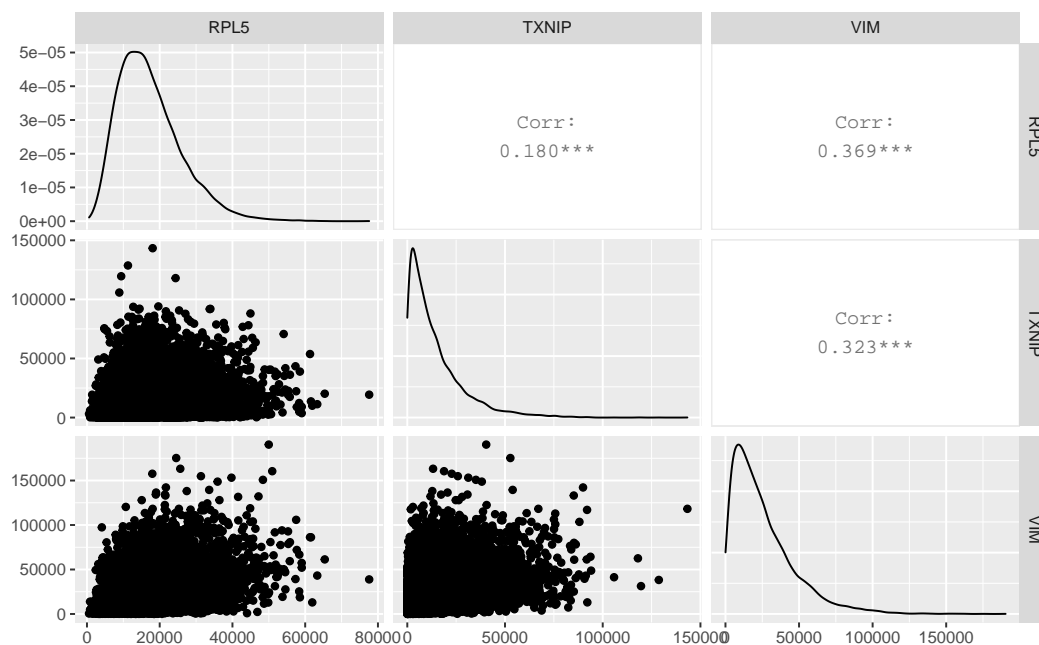 RPL5 TXNIP VIM
5e−05
4e−05
3e−05
2e−05
1e−05
0e+00
Corr:
0.180***
Corr:
0.369***
RPL5
150000
100000
50000
0
Corr:
0.323***
TXNIP
150000
100000
50000
0
VIM
0 20000 40000 60000 80000
0 50000 100000 150000
0 50000 100000 150000